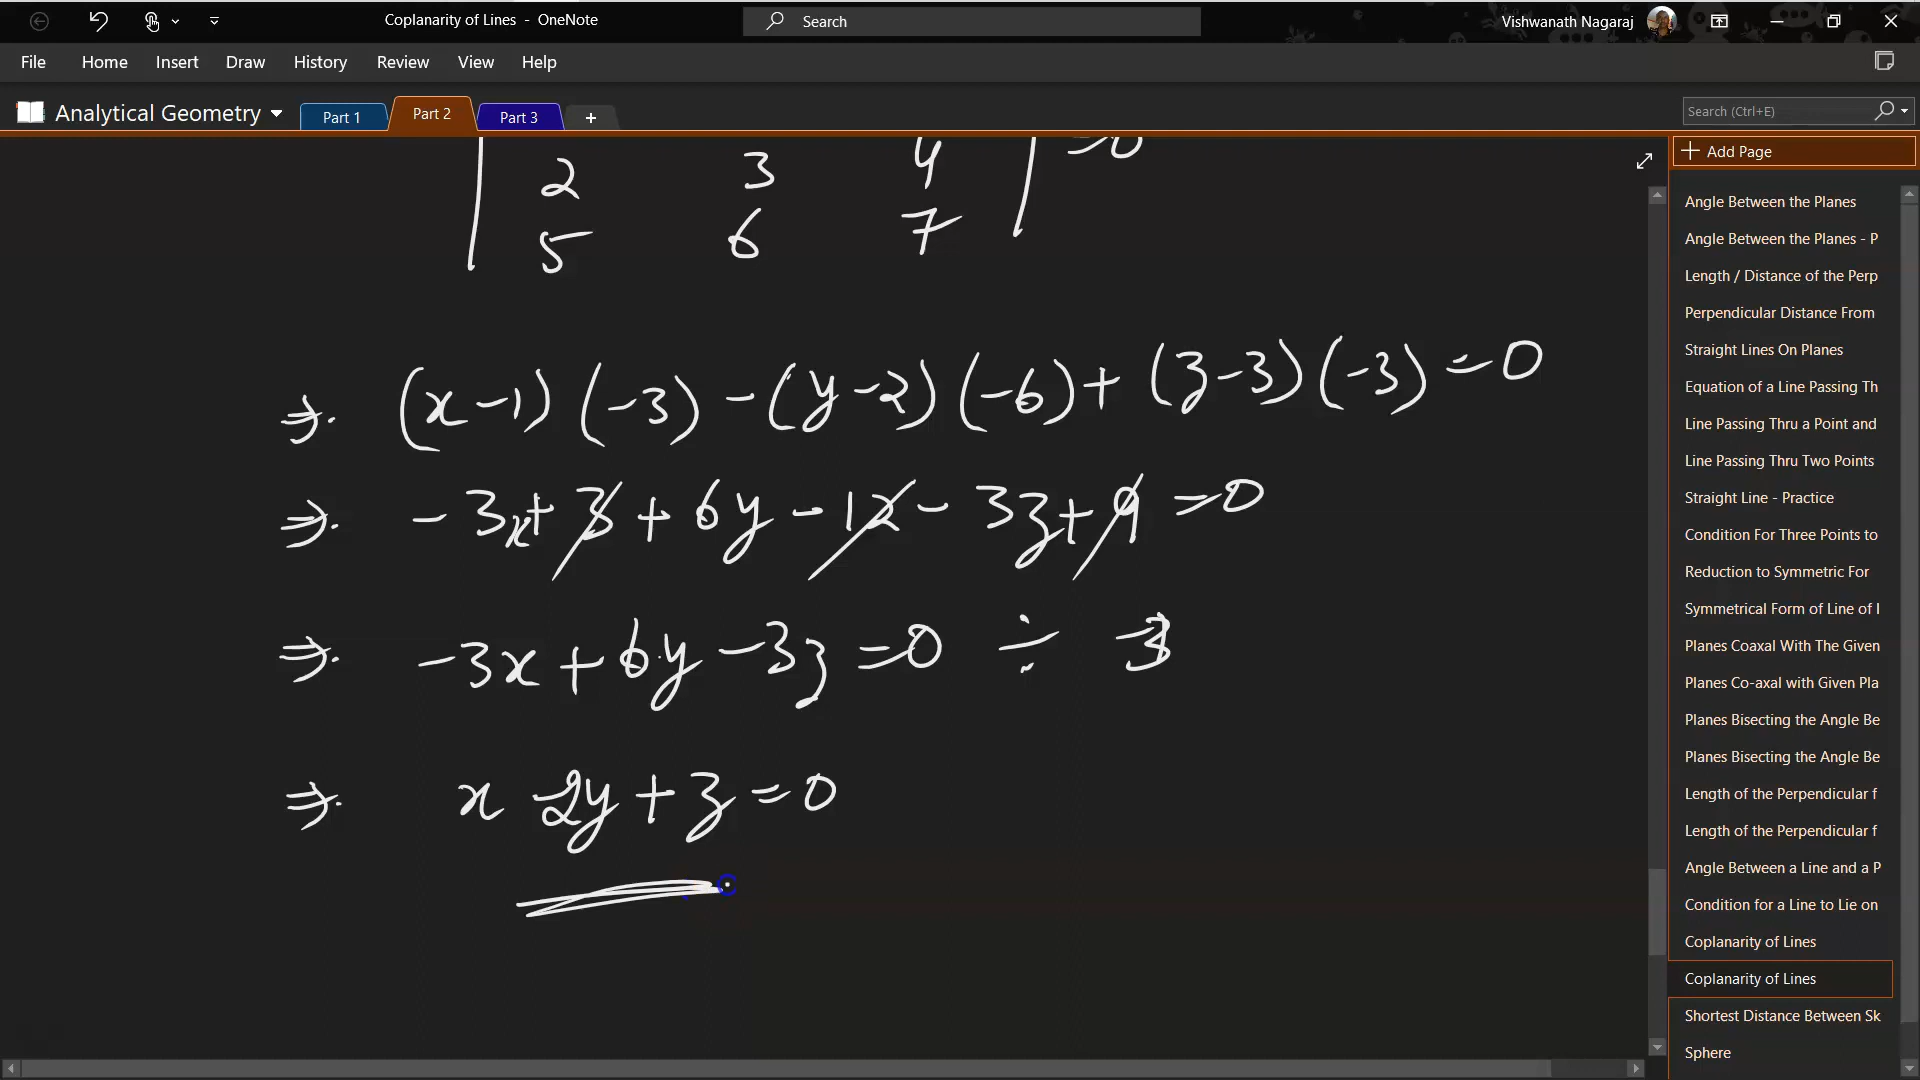 Coplanarity of Lines - OneNote
Search
Vishwanath Nagaraj
File Home Insert Draw History Review View Help
Analytical Geometry Part 1 Part 2 Part 3 +
Search (Ctrl+E)
Add Page
2 3 4 =0
5 6 7
⇒. (x-1)(-3) - (y-2)(-6) + (z-3)(-3) = 0
⇒. -3x + 3 + 6y - 12 - 3z + 9 = 0
⇒. -3x + 6y - 3z = 0 ÷ -3
⇒. x - 2y + z = 0
Angle Between the Planes
Angle Between the Planes - P
Length / Distance of the Perp
Perpendicular Distance From
Straight Lines On Planes
Equation of a Line Passing Th
Line Passing Thru a Point and
Line Passing Thru Two Points
Straight Line - Practice
Condition For Three Points to
Reduction to Symmetric For
Symmetrical Form of Line of I
Planes Coaxal With The Given
Planes Co-axal with Given Pla
Planes Bisecting the Angle Be
Planes Bisecting the Angle Be
Length of the Perpendicular f
Length of the Perpendicular f
Angle Between a Line and a P
Condition for a Line to Lie on
Coplanarity of Lines
Coplanarity of Lines
Shortest Distance Between Sk
Sphere